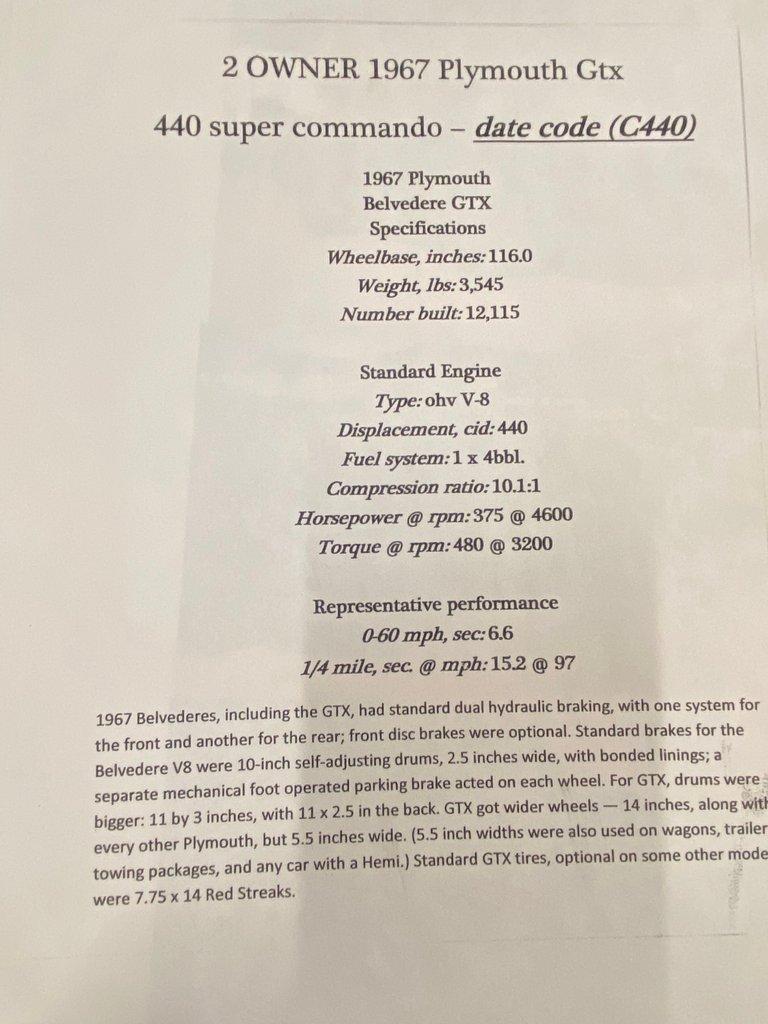 2 OWNER 1967 Plymouth Gtx
440 super commando – date code (C440)
1967 Plymouth
Belvedere GTX
Specifications
Wheelbase, inches: 116.0
Weight, lbs: 3,545
Number built: 12,115
Standard Engine
Type: ohv V-8
Displacement, cid: 440
Fuel system: 1 x 4bbl.
Compression ratio: 10.1:1
Horsepower @ rpm: 375 @ 4600
Torque @ rpm: 480 @ 3200
Representative performance
0-60 mph, sec: 6.6
1/4 mile, sec. @ mph: 15.2 @ 97
1967 Belvederes, including the GTX, had standard dual hydraulic braking, with one system for
the front and another for the rear; front disc brakes were optional. Standard brakes for the
Belvedere V8 were 10-inch self-adjusting drums, 2.5 inches wide, with bonded linings; a
separate mechanical foot operated parking brake acted on each wheel. For GTX, drums were
bigger: 11 by 3 inches, with 11 x 2.5 in the back. GTX got wider wheels — 14 inches, along with
every other Plymouth, but 5.5 inches wide. (5.5 inch widths were also used on wagons, trailer
towing packages, and any car with a Hemi.) Standard GTX tires, optional on some other mode
were 7.75 x 14 Red Streaks.